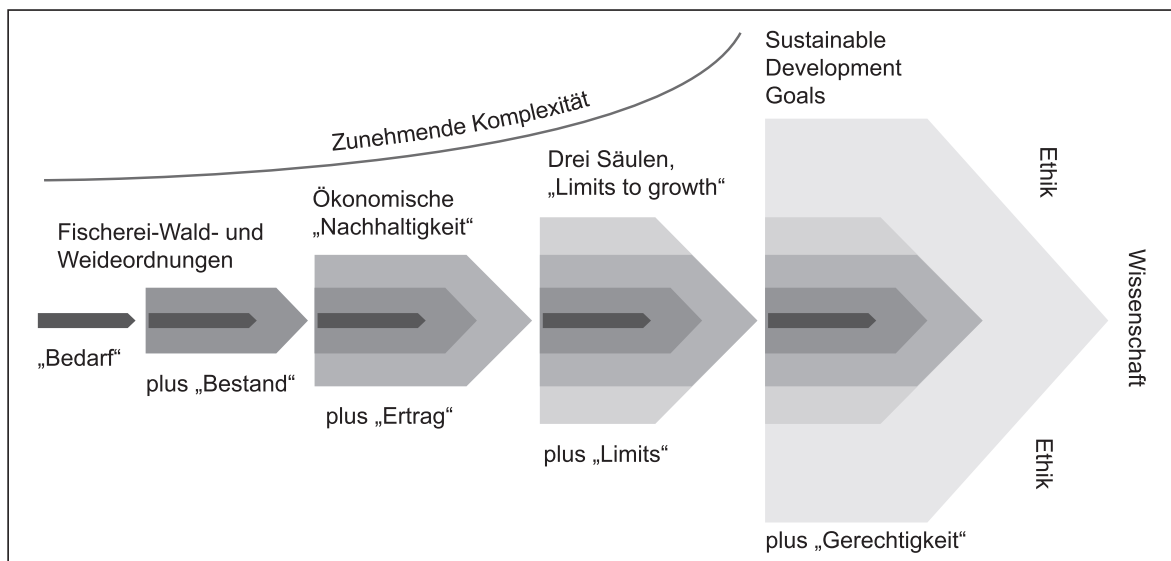 Zunehmende Komplexität
Fischerei-Wald- und
Weideordnungen
„Bedarf“
plus „Bestand“
Ökonomische
„Nachhaltigkeit“
plus „Ertrag“
Drei Säulen,
„Limits to growth“
plus „Limits“
Sustainable
Development
Goals
plus „Gerechtigkeit“
Ethik
Ethik
Wissenschaft